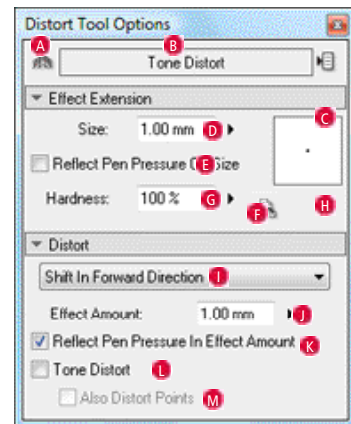 Distort Tool Options
A B
Tone Distort
Effect Extension
C
Size: 1.00 mm D
Reflect Pen Pressure E Size
Hardness: 100 % G F H
Distort
Shift In Forward Direction I
Effect Amount: 1.00 mm J
Reflect Pen Pressure In Effect Amount K
Tone Distort L
Also Distort Points M